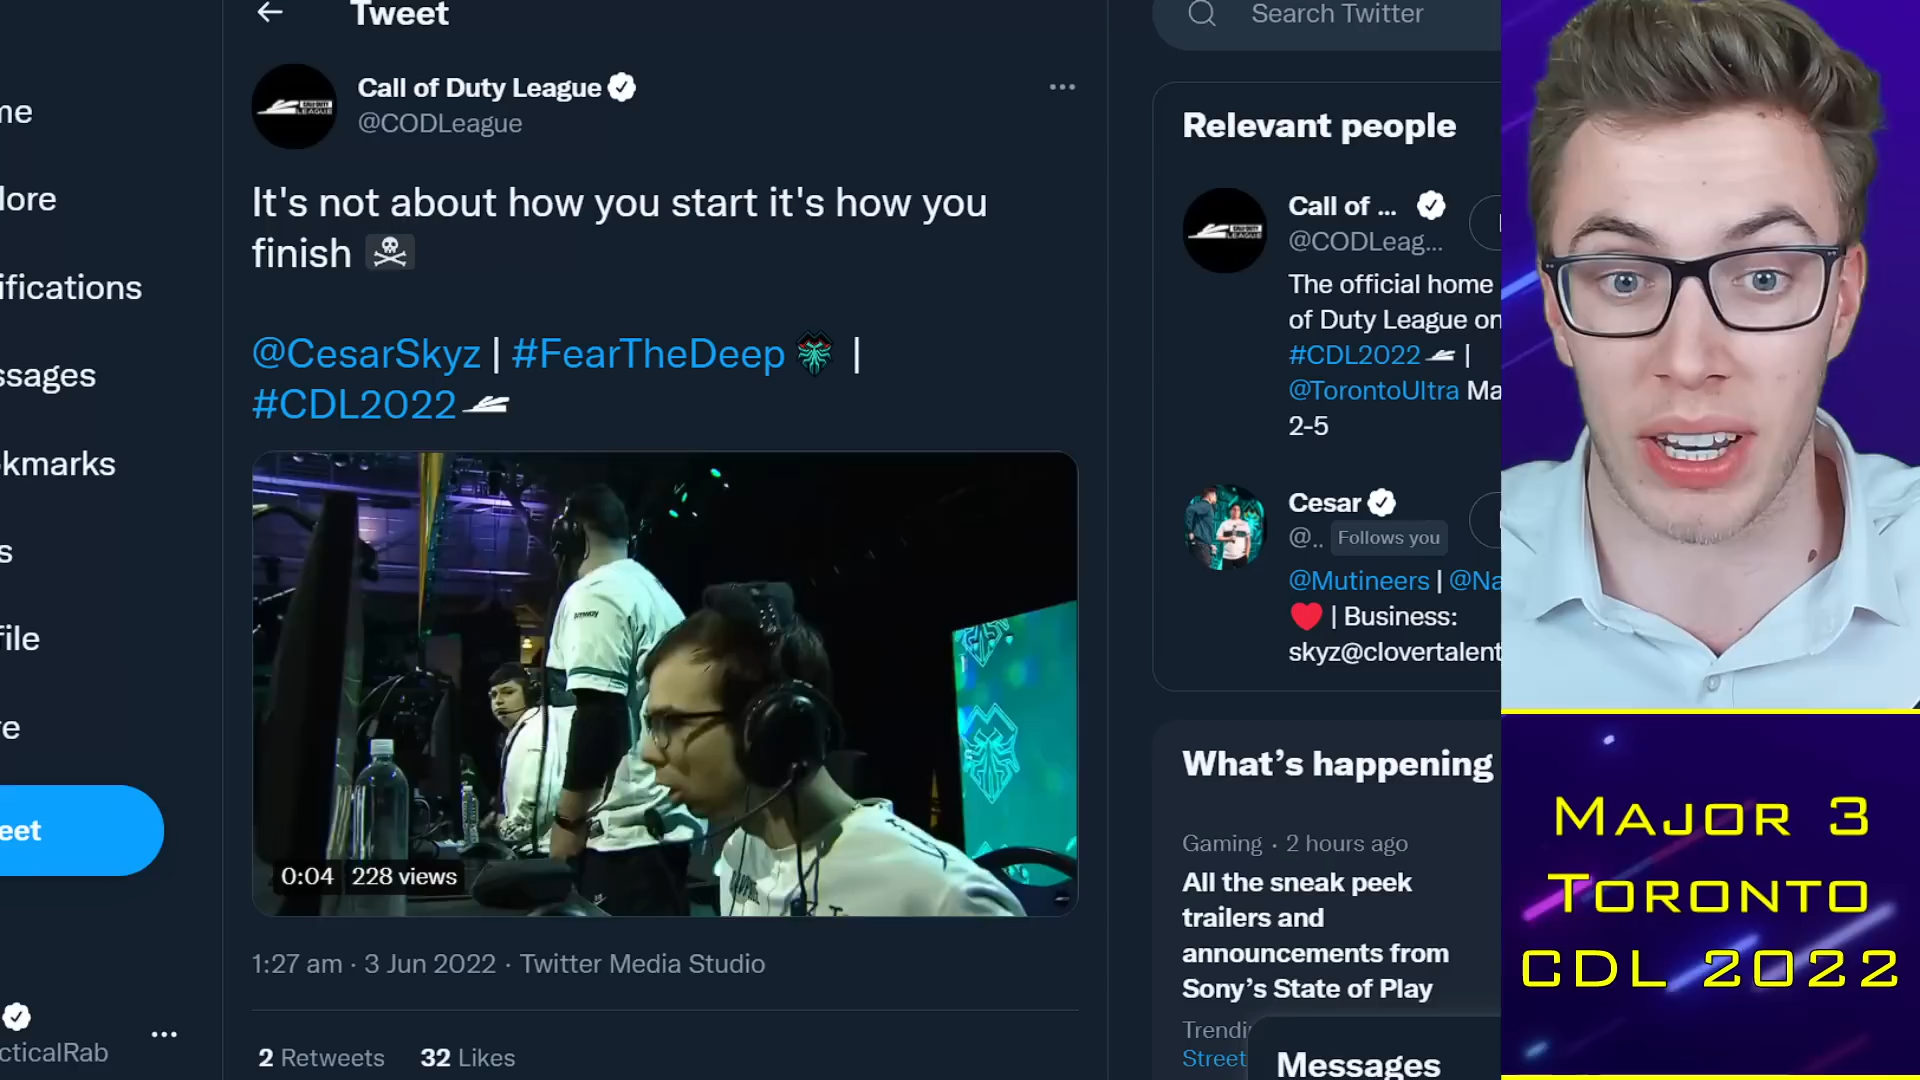 Tweet
Search Twitter
me
Call of Duty League
@CODLeague
lore
ifications
ssages
kmarks
s
file
e
eet
It's not about how you start it's how you
finish
@CesarSkyz | #FearTheDeep |
#CDL2022
0:04 228 views
1:27 am · 3 Jun 2022 · Twitter Media Studio
2 Retweets 32 Likes
cticalRab
Relevant people
Call of ...
@CODLeag...
The official home
of Duty League on
#CDL2022 |
@TorontoUltra Ma
2-5
Cesar
@.. Follows you
@Mutineers | @Na
| Business:
skyz@clovertalent
What's happening
Gaming · 2 hours ago
All the sneak peek
trailers and
announcements from
Sony's State of Play
Trendi
Street
Messages
MAJOR 3
TORONTO
CDL 2022